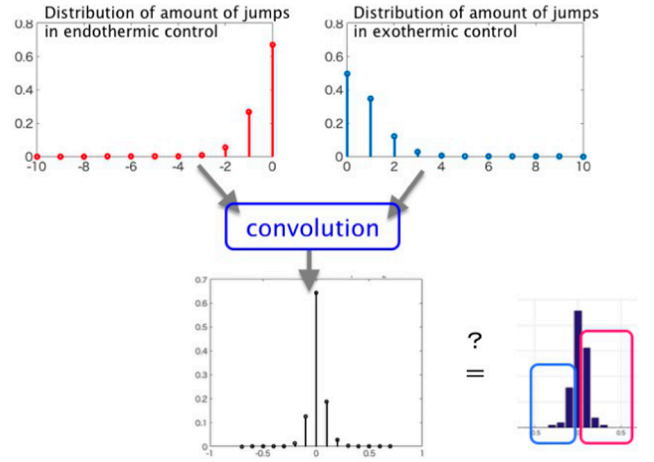 Distribution of amount of jumps
in endothermic control
Distribution of amount of jumps
in exothermic control
0.8
0.6
0.4
0.2
0
-10 -8 -6 -4 -2 0
0.8
0.6
0.4
0.2
0
0 2 4 6 8 10
convolution
0.7
0.6
0.5
0.4
0.3
0.2
0.1
0
-1 -0.5 0 0.5 1
?
=
0.5